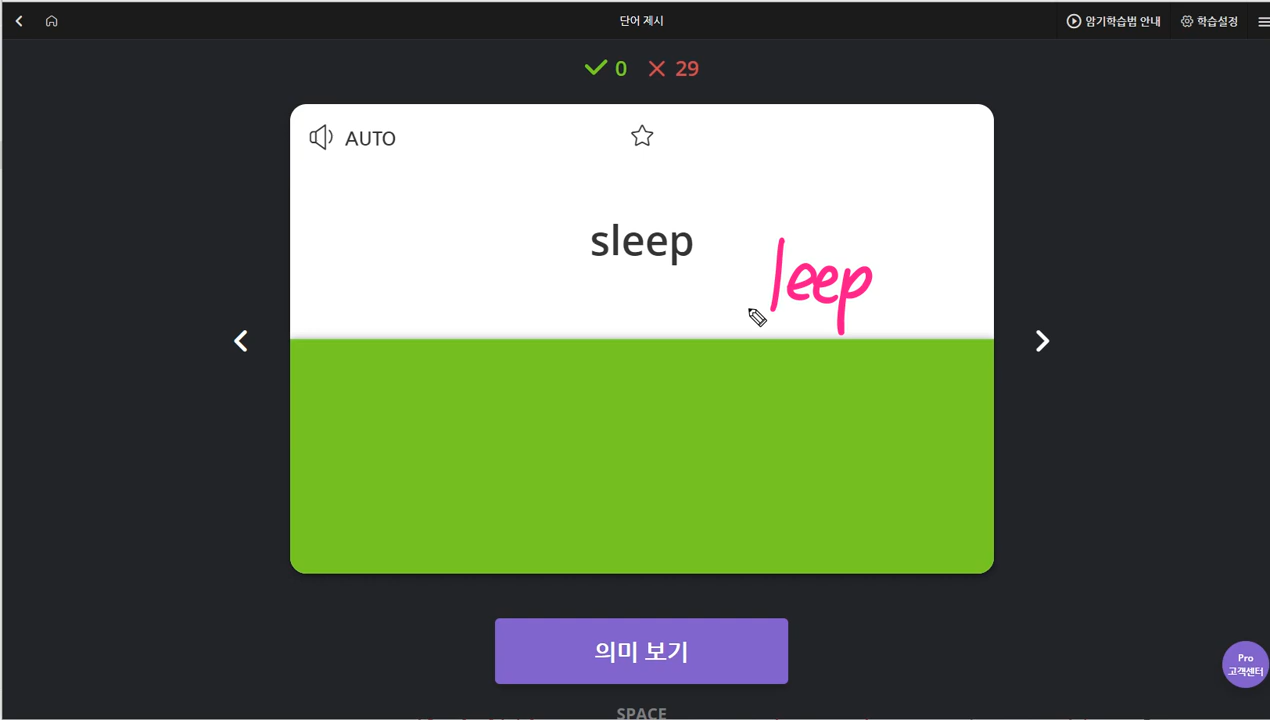 단어 제시
암기학습법 안내
학습설정
0 29
AUTO
sleep
leep
의미 보기
SPACE
Pro
고객센터